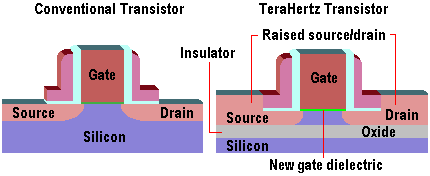 Conventional Transistor
Gate
Source
Drain
Silicon
TeraHertz Transistor
Raised source/drain
Insulator
Gate
Source
Drain
Oxide
Silicon
New gate dielectric